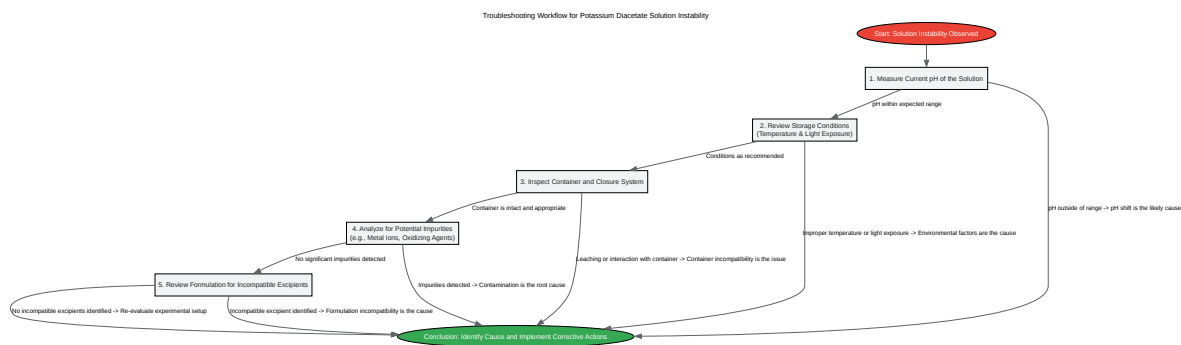 Troubleshooting Workflow for Potassium Diacetate Solution Instability
Start: Solution Instability Observed
1. Measure Current pH of the Solution
pH within expected range
2. Review Storage Conditions
(Temperature & Light Exposure)
Conditions as recommended
3. Inspect Container and Closure System
Container is intact and appropriate
pH outside of range -> pH shift is the likely cause
4. Analyze for Potential Impurities
(e.g., Metal Ions, Oxidizing Agents)
Improper temperature or light exposure -> Environmental factors are the cause
No significant impurities detected
Leaching or interaction with container -> Container incompatibility is the issue
5. Review Formulation for Incompatible Excipients
Impurities detected -> Contamination is the root cause
No incompatible excipients identified -> Re-evaluate experimental setup
Incompatible excipient identified -> Formulation incompatibility is the cause
Conclusion: Identify Cause and Implement Corrective Actions